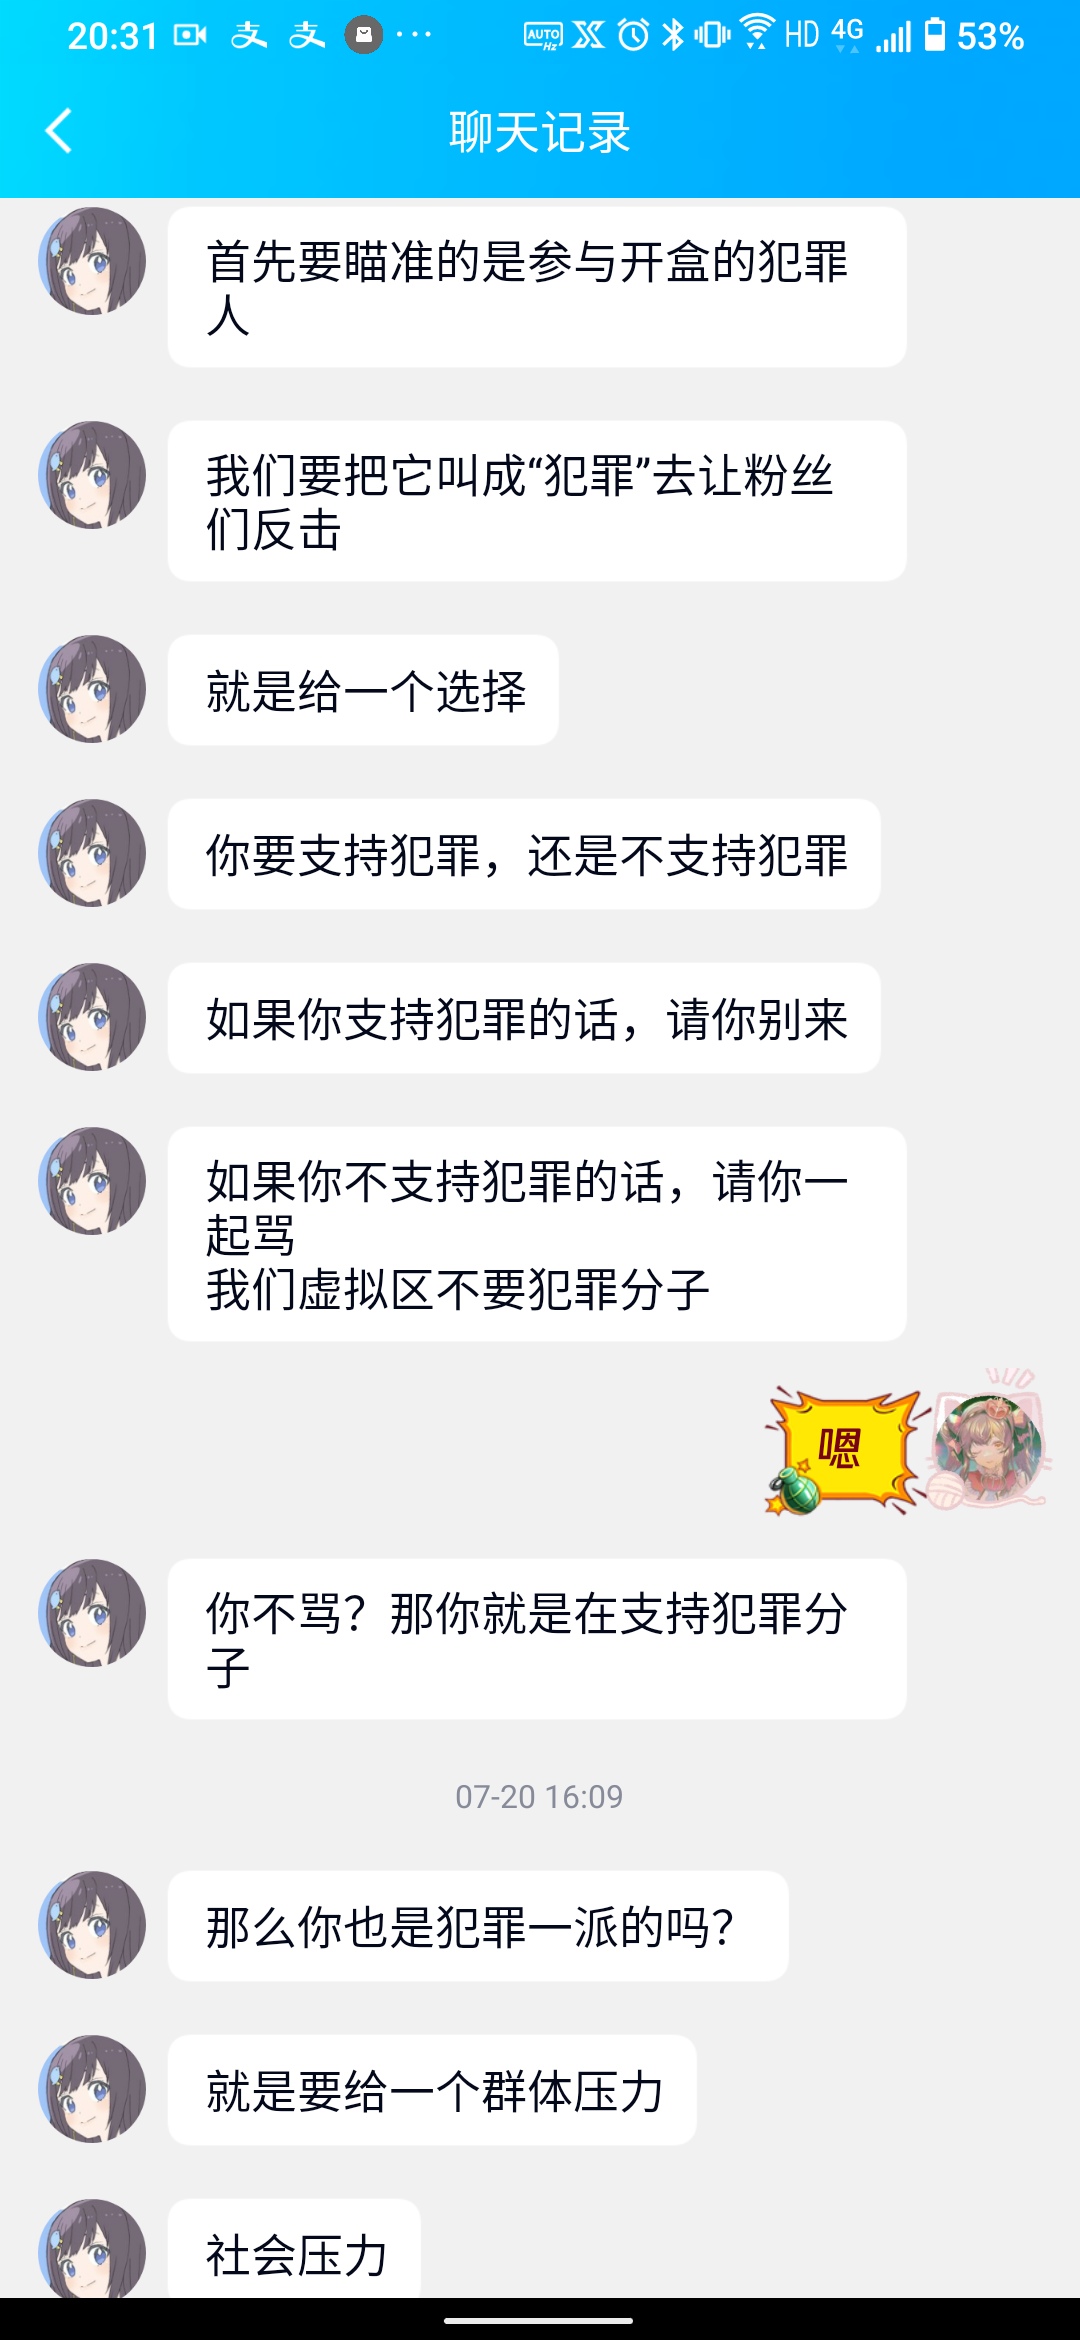 20:31
AUTO
Hz
HD
4G
53%
聊天记录
首先要瞄准的是参与开盒的犯罪
人
我们要把它叫成“犯罪”去让粉丝
们反击
就是给一个选择
你要支持犯罪，还是不支持犯罪
如果你支持犯罪的话，请你别来
如果你不支持犯罪的话，请你一
起骂
我们虚拟区不要犯罪分子
嗯
你不骂？那你就是在支持犯罪分
子
07-20 16:09
那么你也是犯罪一派的吗？
就是要给一个群体压力
社会压力